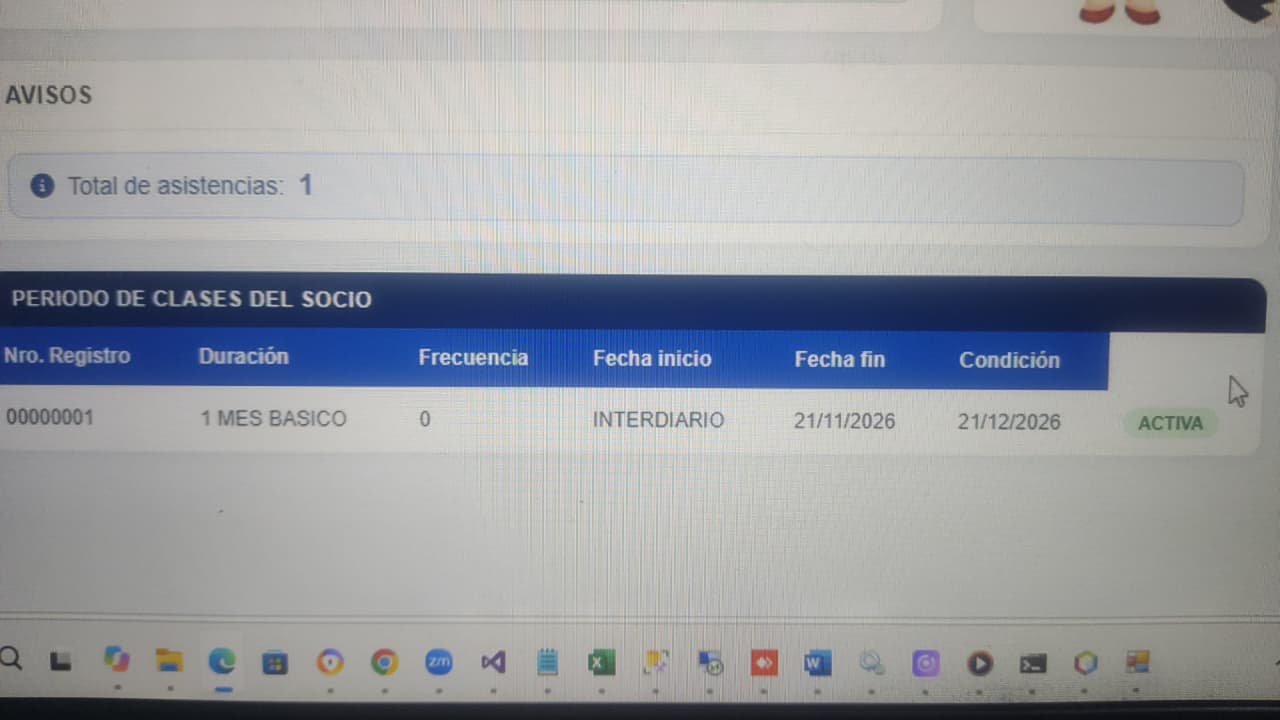 AVISOS
Total de asistencias: 1
PERIODO DE CLASES DEL SOCIO
Nro. Registro Duración Frecuencia Fecha inicio Fecha fin Condición
00000001 1 MES BASICO 0 INTERDIARIO 21/11/2026 21/12/2026 ACTIVA
zm